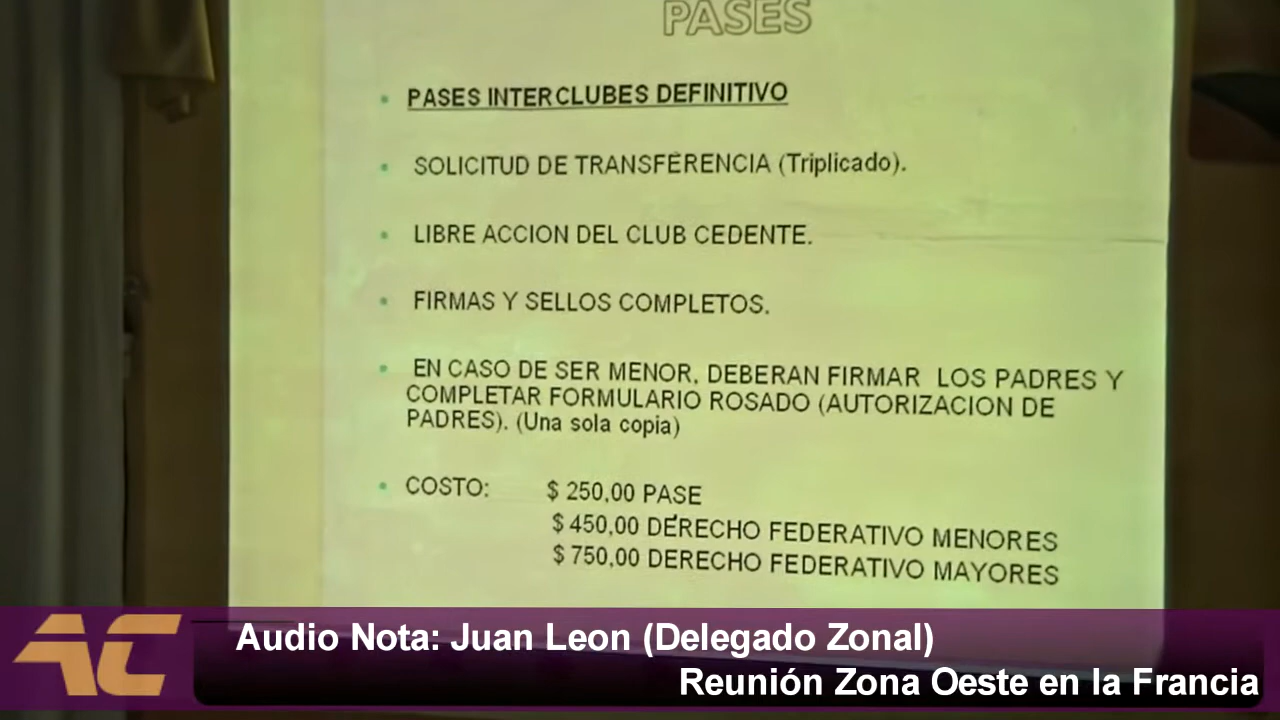 PASES
• PASES INTERCLUBES DEFINITIVO
• SOLICITUD DE TRANSFERENCIA (Triplicado).
• LIBRE ACCION DEL CLUB CEDENTE.
• FIRMAS Y SELLOS COMPLETOS.
• EN CASO DE SER MENOR, DEBERAN FIRMAR LOS PADRES Y
COMPLETAR FORMULARIO ROSADO (AUTORIZACION DE
PADRES). (Una sola copia)
• COSTO: $ 250,00 PASE
$ 450,00 DERECHO FEDERATIVO MENORES
$ 750,00 DERECHO FEDERATIVO MAYORES
AC
Audio Nota: Juan Leon (Delegado Zonal)
Reunión Zona Oeste en la Francia